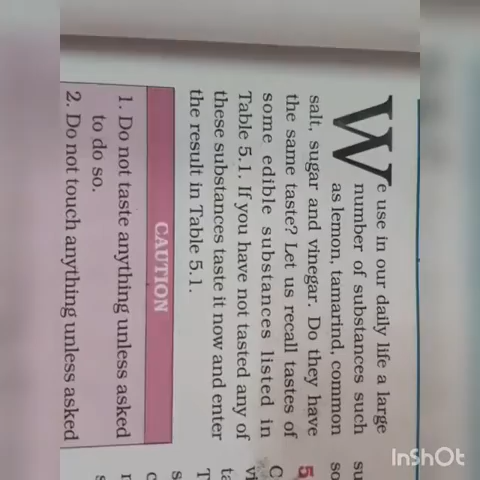 We use in our daily life a large
number of substances such
as lemon, tamarind, common
salt, sugar and vinegar. Do they have
the same taste? Let us recall tastes of
some edible substances listed in
Table 5.1. If you have not tasted any of
these substances taste it now and enter
the result in Table 5.1.
CAUTION
1. Do not taste anything unless asked
to do so.
2. Do not touch anything unless asked
5
InShOt